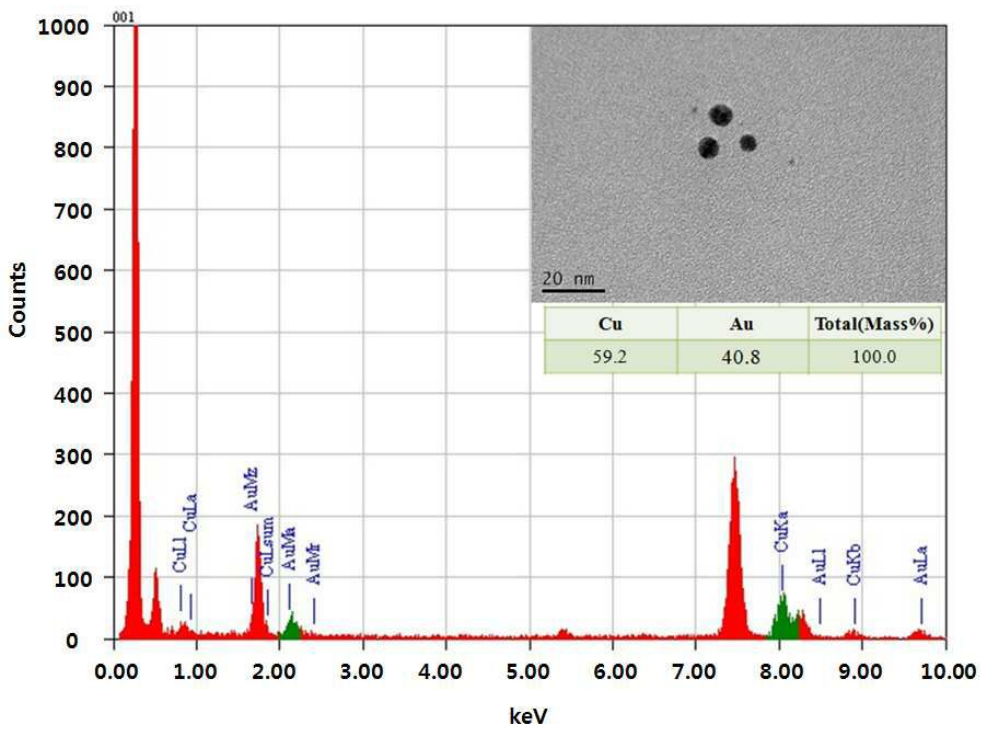 001
1000
900
800
700
600
500
400
300
200
100
0
Counts
20 nm
Cu Au Total(Mass%)
59.2 40.8 100.0
CuLl
CuLa
AuMz
CuLsum
AuMa
AuMr
CuKa
AuLl
CuKb
AuLa
0.00 1.00 2.00 3.00 4.00 5.00 6.00 7.00 8.00 9.00 10.00
keV